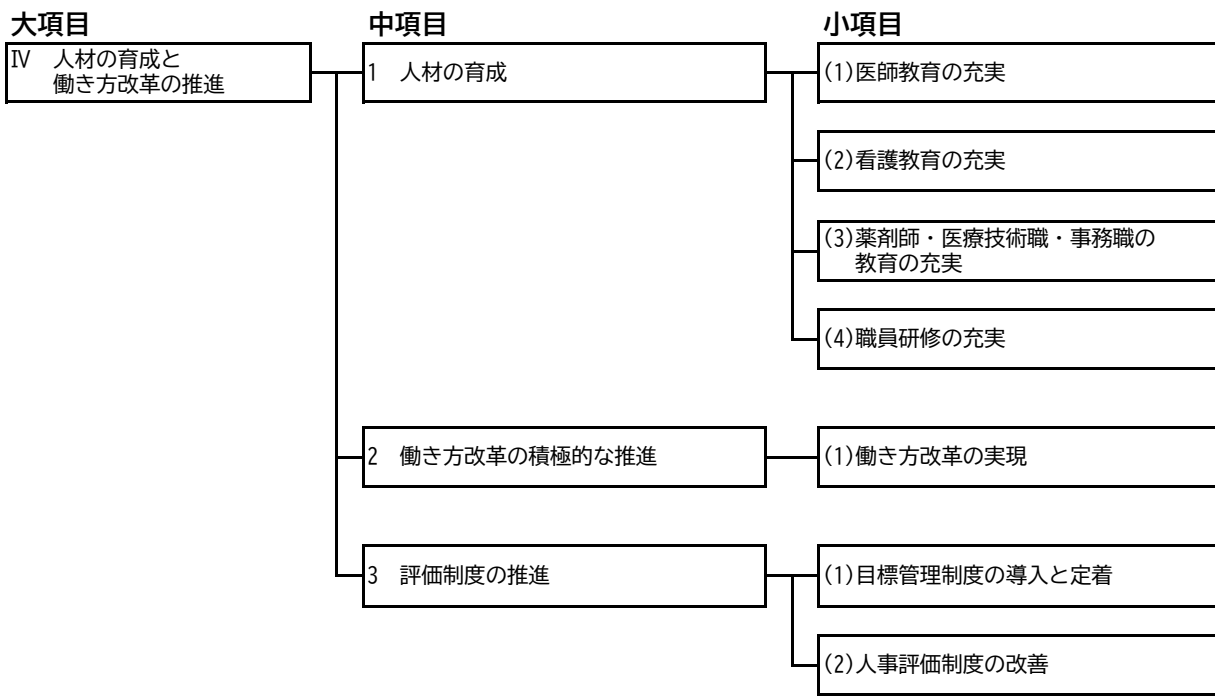 大項目
中項目
小項目
Ⅳ　人材の育成と
働き方改革の推進
1　人材の育成
(1)医師教育の充実
(2)看護教育の充実
(3)薬剤師・医療技術職・事務職の
教育の充実
(4)職員研修の充実
2　働き方改革の積極的な推進
(1)働き方改革の実現
3　評価制度の推進
(1)目標管理制度の導入と定着
(2)人事評価制度の改善